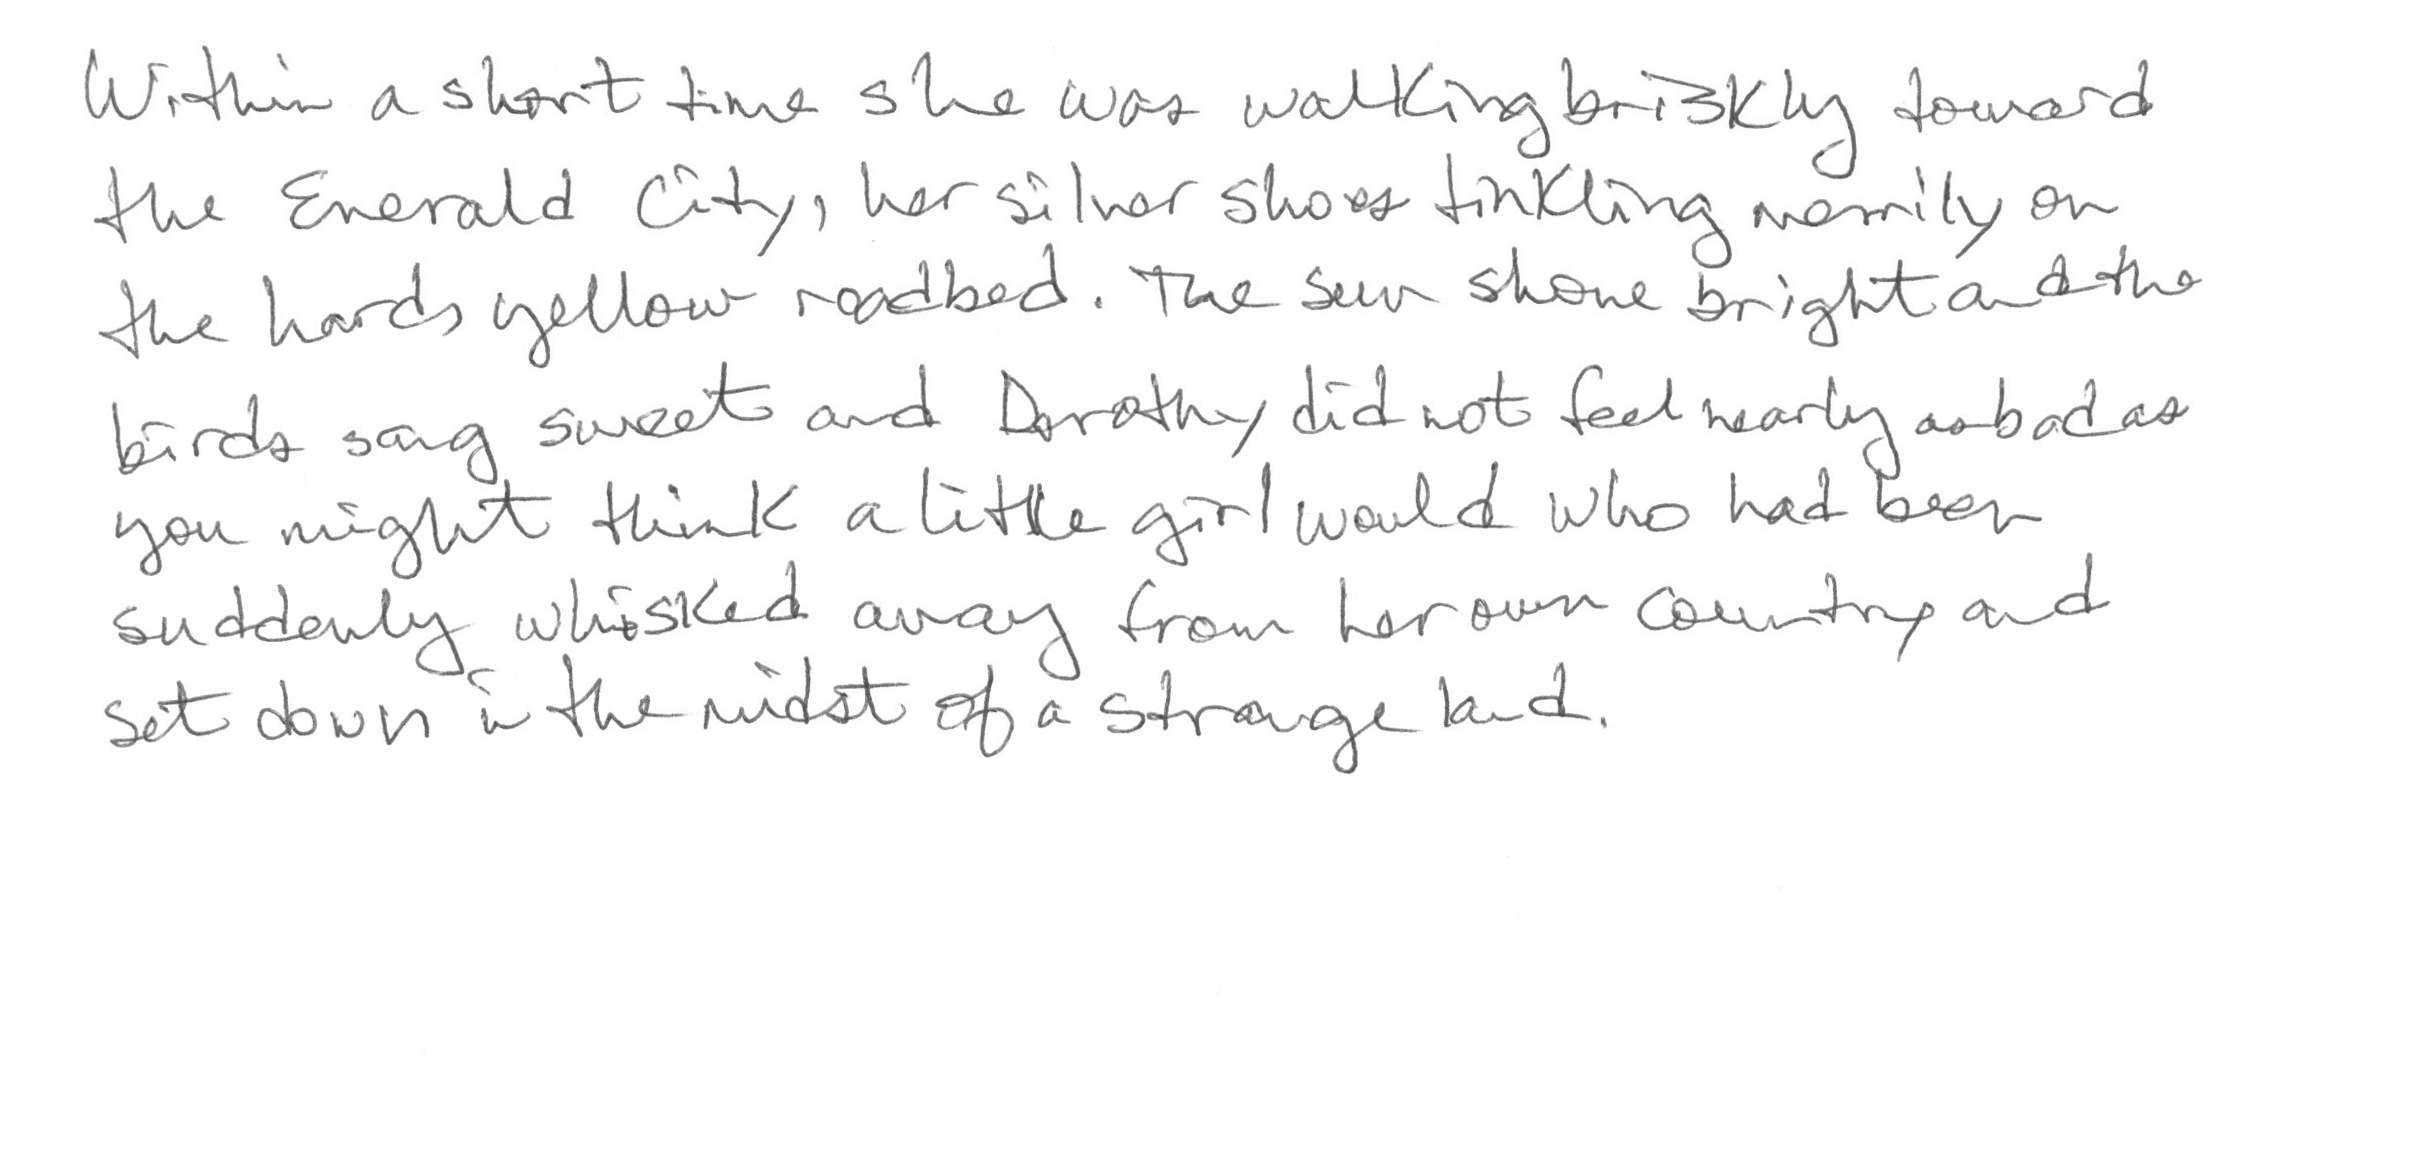 Within a short time she was walking briskly toward
the Emerald City, her silver shoes tinkling merrily on
the hard, yellow roadbed. The sun shone bright and the
birds sang sweet and Dorothy did not feel nearly as bad as
you might think a little girl would who had been
suddenly whisked away from her own country and
set down in the midst of a strange land.